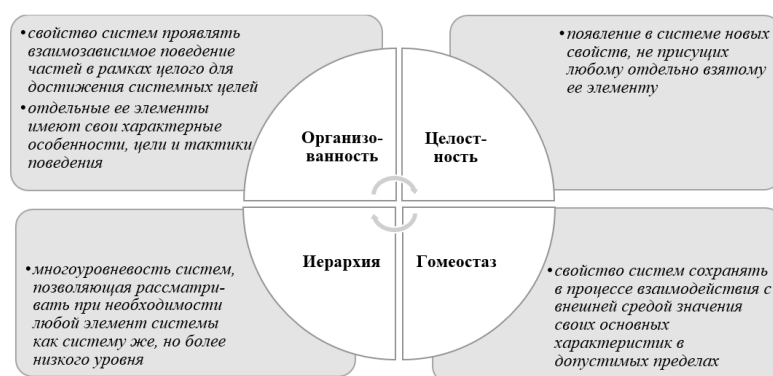 •свойство систем проявлять
взаимозависимое поведение
частей в рамках целого для
достижения системных целей
•отдельные ее элементы
имеют свои характерные
особенности, цели и тактики
поведения
•появление в системе новых
свойств, не присущих
любому отдельно взятому
ее элементу
Организо-
ванность
Целост-
ность
Иерархия
Гомеостаз
•многоуровневость систем,
позволяющая рассматри-
вать при необходимости
любой элемент системы
как систему же, но более
низкого уровня
•свойство систем сохранять
в процессе взаимодействия с
внешней средой значения
своих основных
характеристик в
допустимых пределах